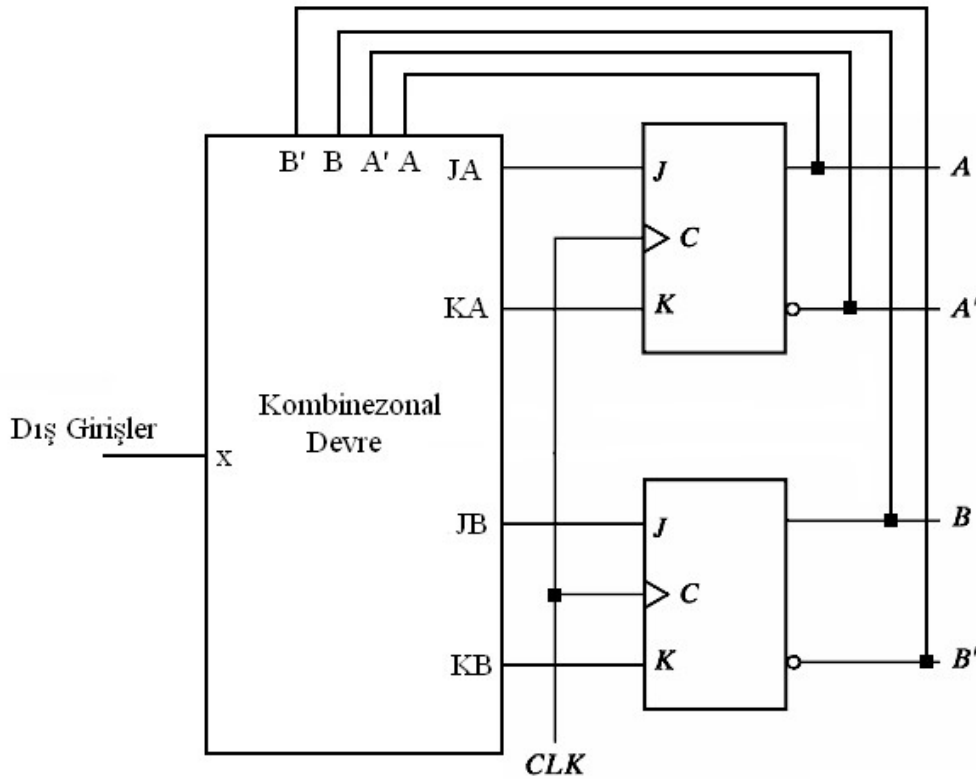 B' B A' A
JA
J
A
C
KA
K
A'
Kombinezonal
Devre
Dış Girişler
x
JB
J
B
C
KB
K
B'
CLK